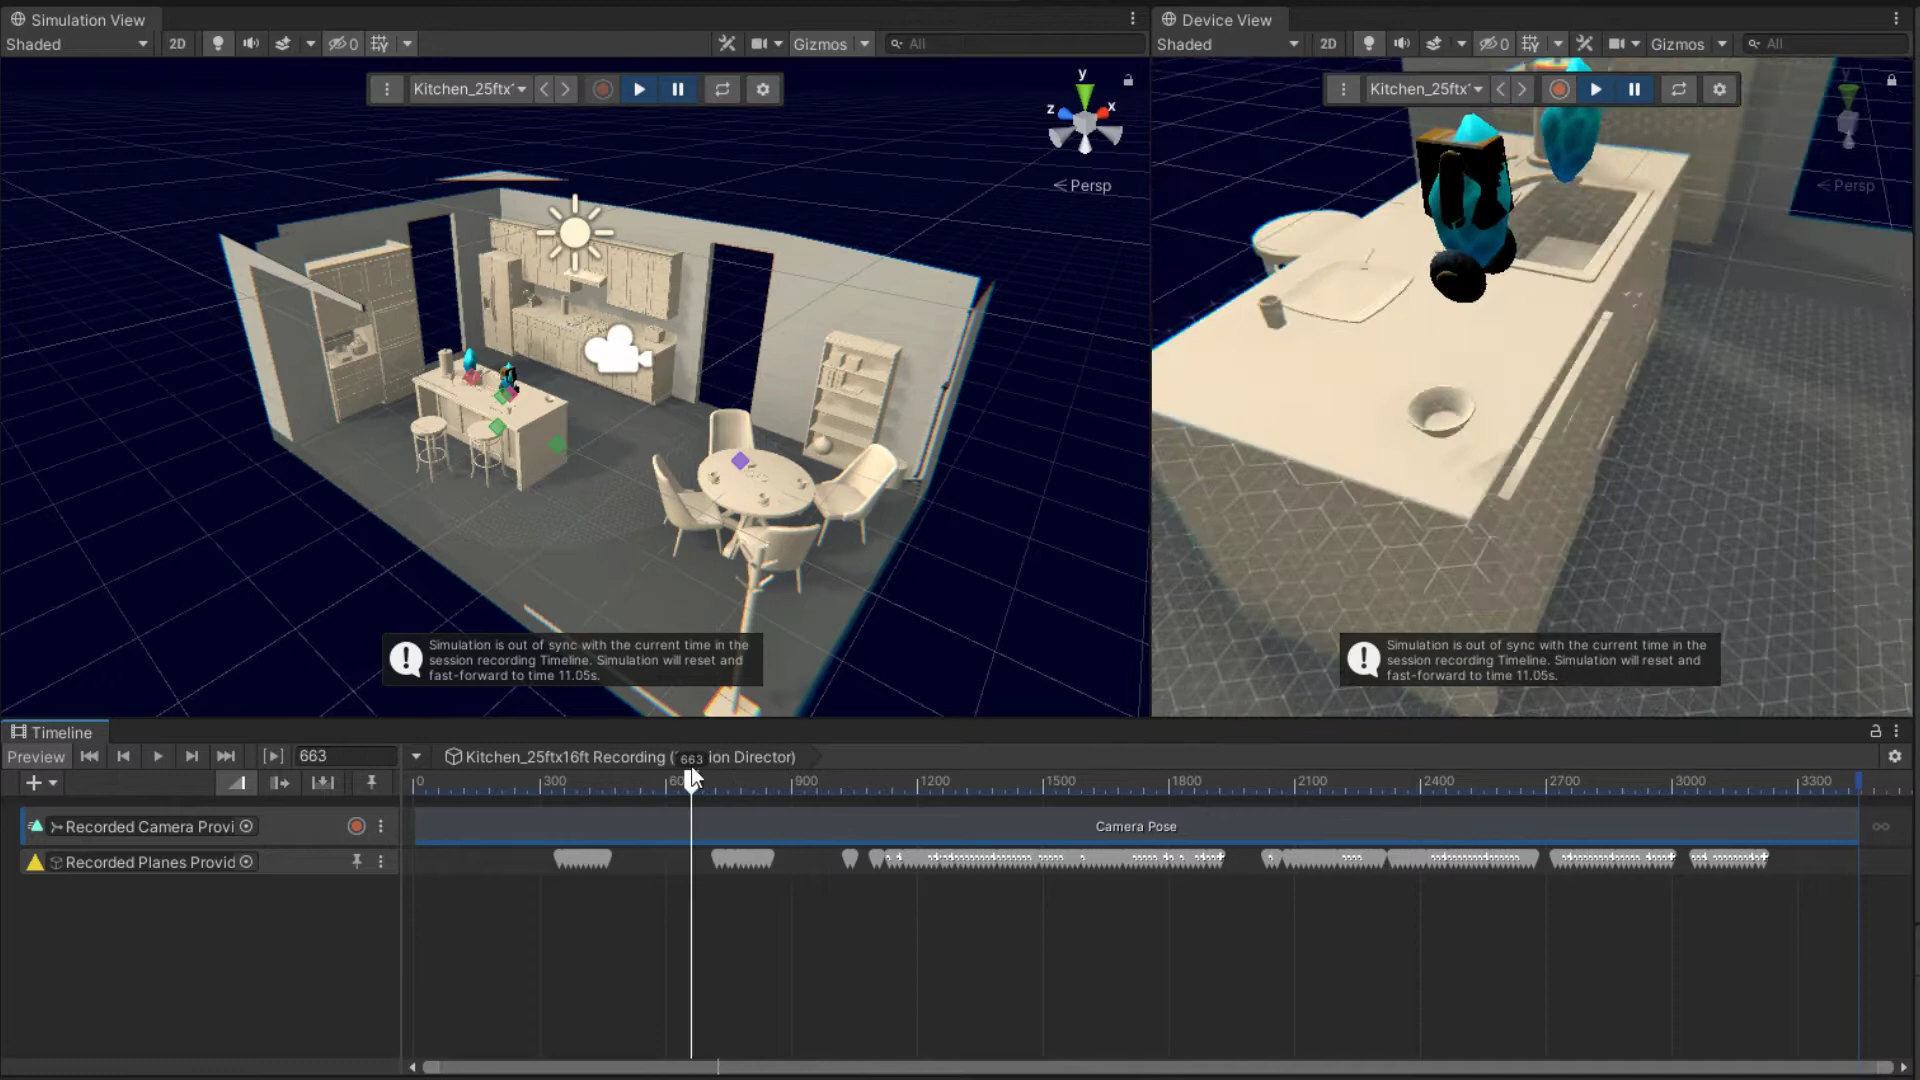 Simulation View
Device View
Shaded
2D
0
Gizmos
All
Shaded
2D
0
Gizmos
All
Kitchen_25ftx'
y
z
x
Persp
Kitchen_25ftx'
y
Persp
Simulation is out of sync with the current time in the
session recording Timeline. Simulation will reset and
fast-forward to time 11.05s.
Simulation is out of sync with the current time in the
session recording Timeline. Simulation will reset and
fast-forward to time 11.05s.
Timeline
Preview
663
Kitchen_25ftx16ft Recording (
663
ion Director)
0
300
900
1200
1500
1800
2100
2400
2700
3000
3300
Recorded Camera Provi
Camera Pose
Recorded Planes Provid